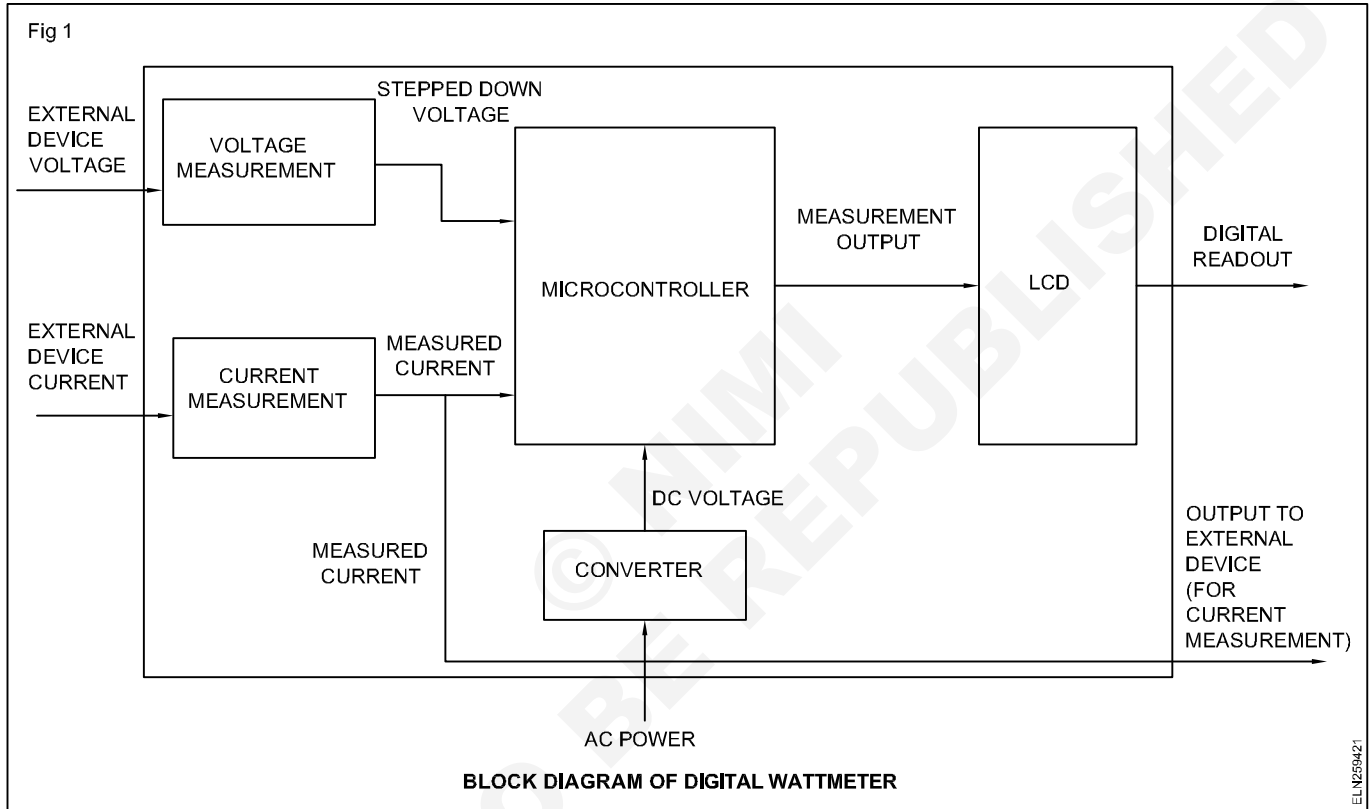 Fig 1
EXTERNAL
DEVICE
VOLTAGE
VOLTAGE
MEASUREMENT
STEPPED DOWN
VOLTAGE
MICROCONTROLLER
MEASUREMENT
OUTPUT
LCD
DIGITAL
READOUT
EXTERNAL
DEVICE
CURRENT
CURRENT
MEASUREMENT
MEASURED
CURRENT
DC VOLTAGE
MEASURED
CURRENT
CONVERTER
OUTPUT TO
EXTERNAL
DEVICE
(FOR
CURRENT
MEASUREMENT)
AC POWER
BLOCK DIAGRAM OF DIGITAL WATTMETER
ELN259421
© NIMI
O BE REPUBLISHED